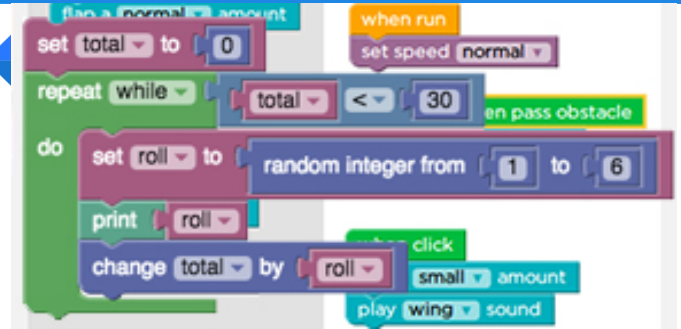 flap a normal amount
when run
set total to 0
set speed normal
repeat while total < 30
en pass obstacle
do set roll to random integer from 1 to 6
print roll
when click
change total by roll
small amount
play wing sound